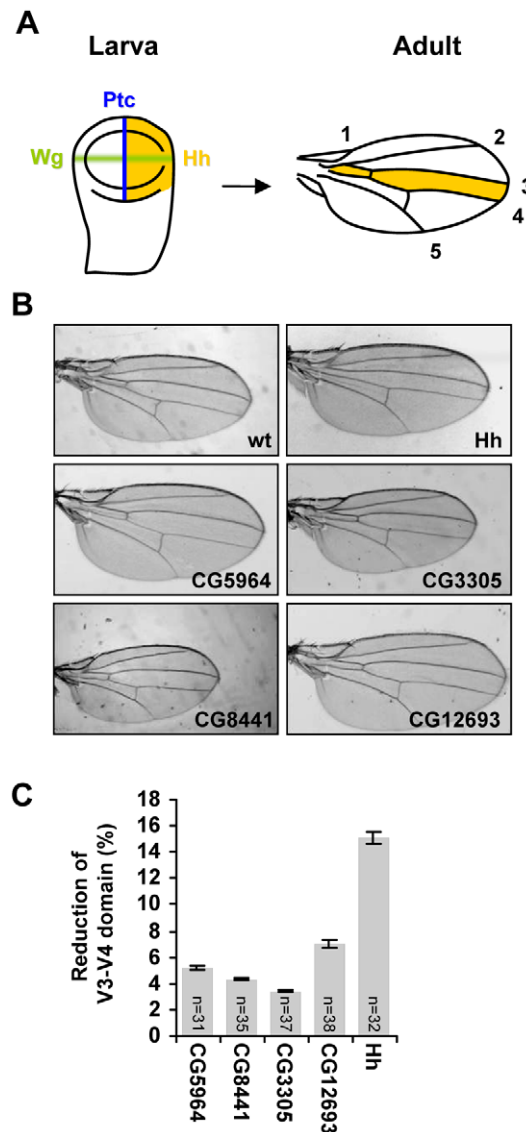 A
Larva Adult
Ptc
Wg
Hh
1
2
3
4
5
B
wt
Hh
CG5964
CG3305
CG8441
CG12693
C
Reduction of
V3-V4 domain (%)
18
16
14
12
10
8
6
4
2
0
n=31
n=35
n=37
n=38
n=32
CG5964
CG8441
CG3305
CG12693
Hh